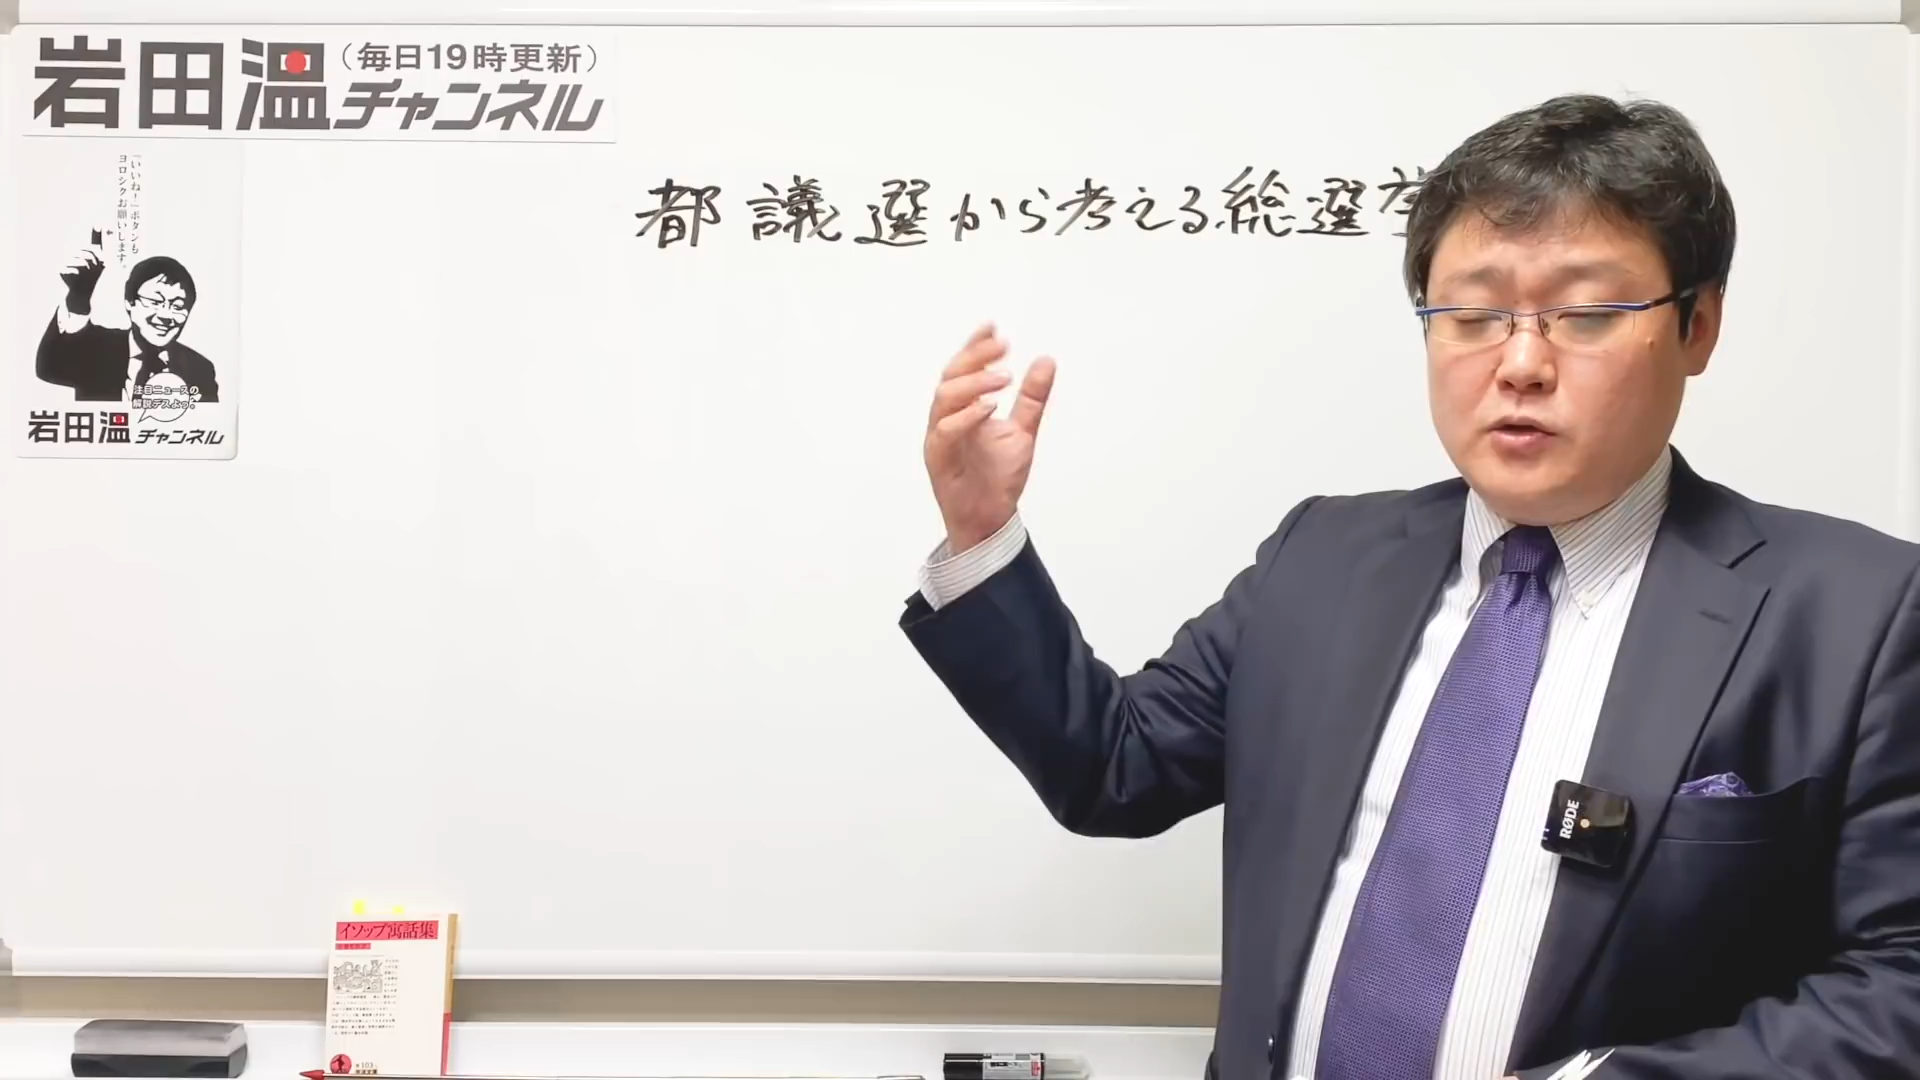 岩田温
(毎日19時更新)
チャンネル
「いいね!」ボタンも
ヨロシクお願いします。
注目ニュースの
解説デスよっ!
岩田温チャンネル
都議選から考える総選挙
イソップ寓話集
RØDE